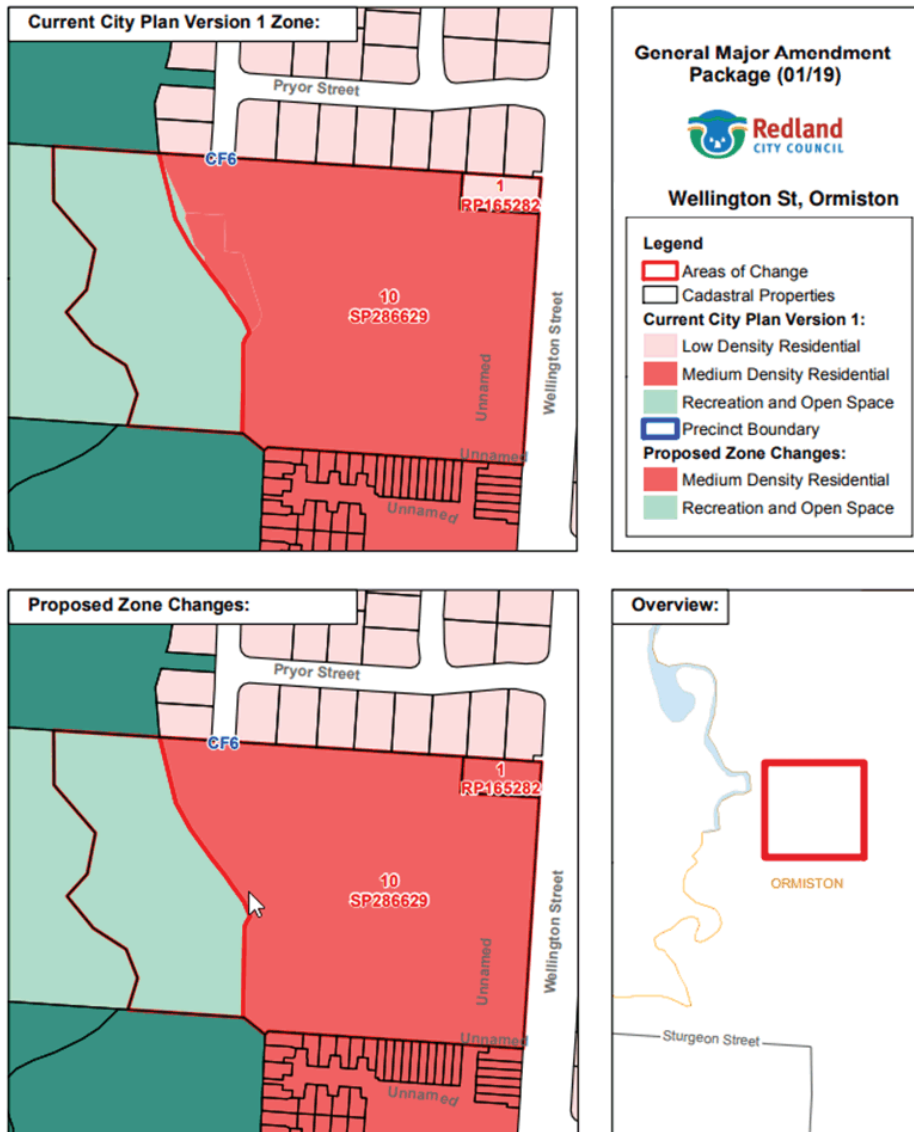 Current City Plan Version 1 Zone:
Pryor Street
CF6
1
RP165282
10
SP286629
Wellington Street
Unnamed
Unnamed
Unnamed
General Major Amendment
Package (01/19)
Redland
CITY COUNCIL
Wellington St, Ormiston
Legend
Areas of Change
Cadastral Properties
Current City Plan Version 1:
Low Density Residential
Medium Density Residential
Recreation and Open Space
Precinct Boundary
Proposed Zone Changes:
Medium Density Residential
Recreation and Open Space
Proposed Zone Changes:
Pryor Street
CF6
1
RP165282
10
SP286629
Wellington Street
Unnamed
Unnamed
Unnamed
Overview:
ORMISTON
Sturgeon Street